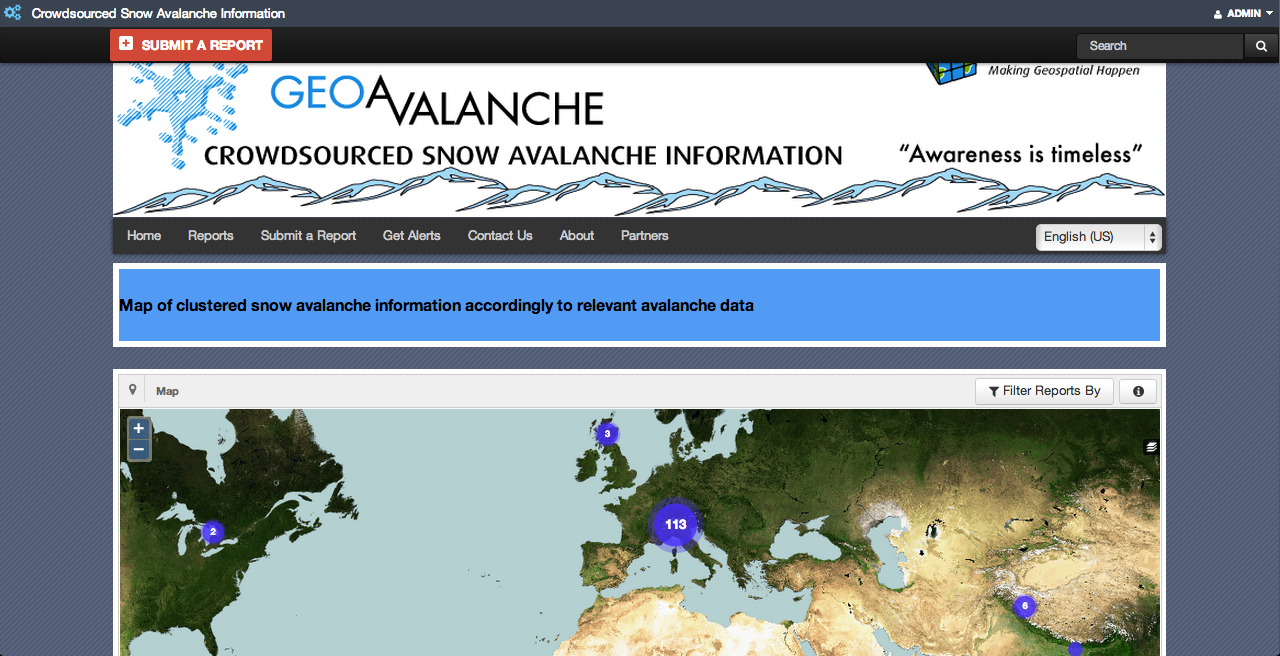 Crowdsourced Snow Avalanche Information
ADMIN
SUBMIT A REPORT
Search
GEOAVALANCHE
Making Geospatial Happen
CROWDSOURCED SNOW AVALANCHE INFORMATION
“Awareness is timeless”
Home Reports Submit a Report Get Alerts Contact Us About Partners
English (US)
Map of clustered snow avalanche information accordingly to relevant avalanche data
Map
Filter Reports By
+
−
3
113
2
6